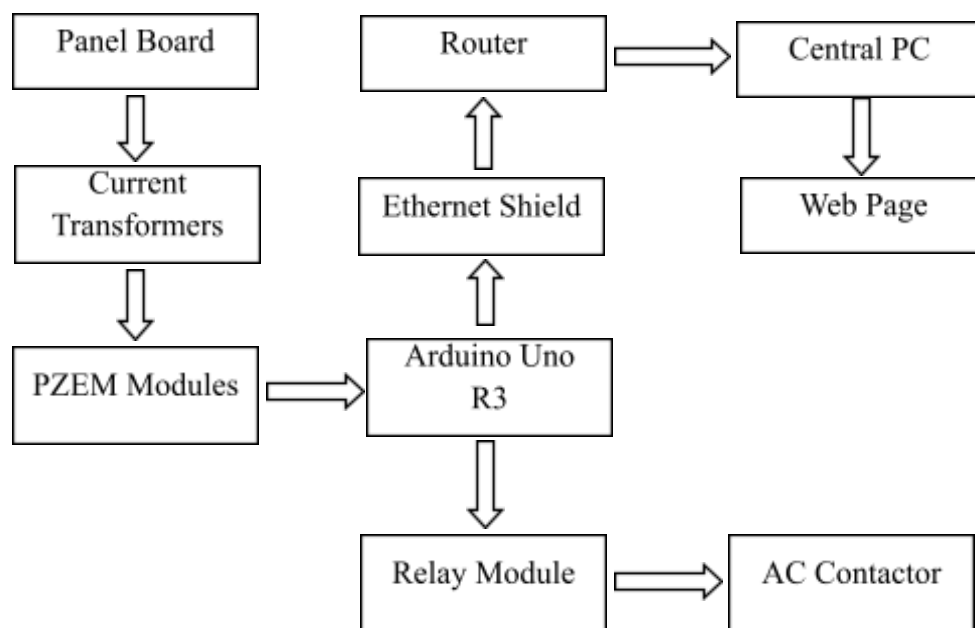 Panel Board
Router
Central PC
Current
Transformers
Ethernet Shield
Web Page
PZEM Modules
Arduino Uno
R3
Relay Module
AC Contactor